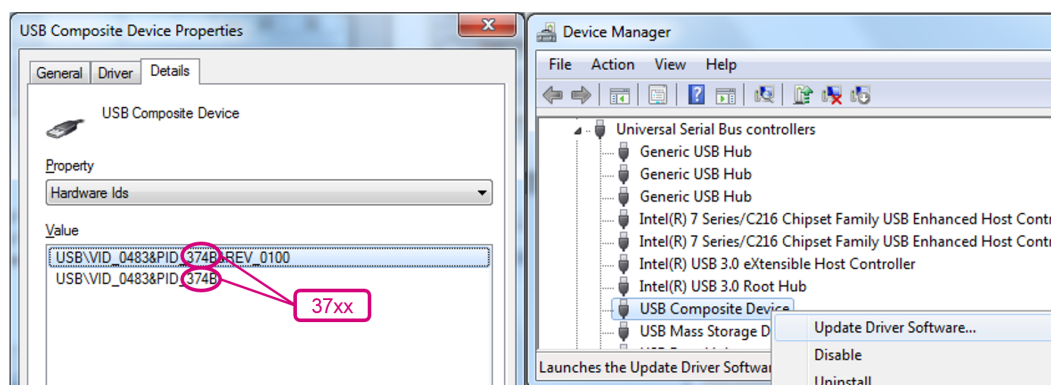 USB Composite Device Properties
General
Driver
Details
USB Composite Device
Property
Hardware Ids
Value
USB\VID_0483&PID_374B&REV_0100
USB\VID_0483&PID_374B
37xx
Device Manager
File Action View Help
Universal Serial Bus controllers
Generic USB Hub
Generic USB Hub
Generic USB Hub
Intel(R) 7 Series/C216 Chipset Family USB Enhanced Host Contr
Intel(R) 7 Series/C216 Chipset Family USB Enhanced Host Contr
Intel(R) USB 3.0 eXtensible Host Controller
Intel(R) USB 3.0 Root Hub
USB Composite Device
USB Mass Storage D
Launches the Update Driver Softwar
Update Driver Software...
Disable
Uninstall